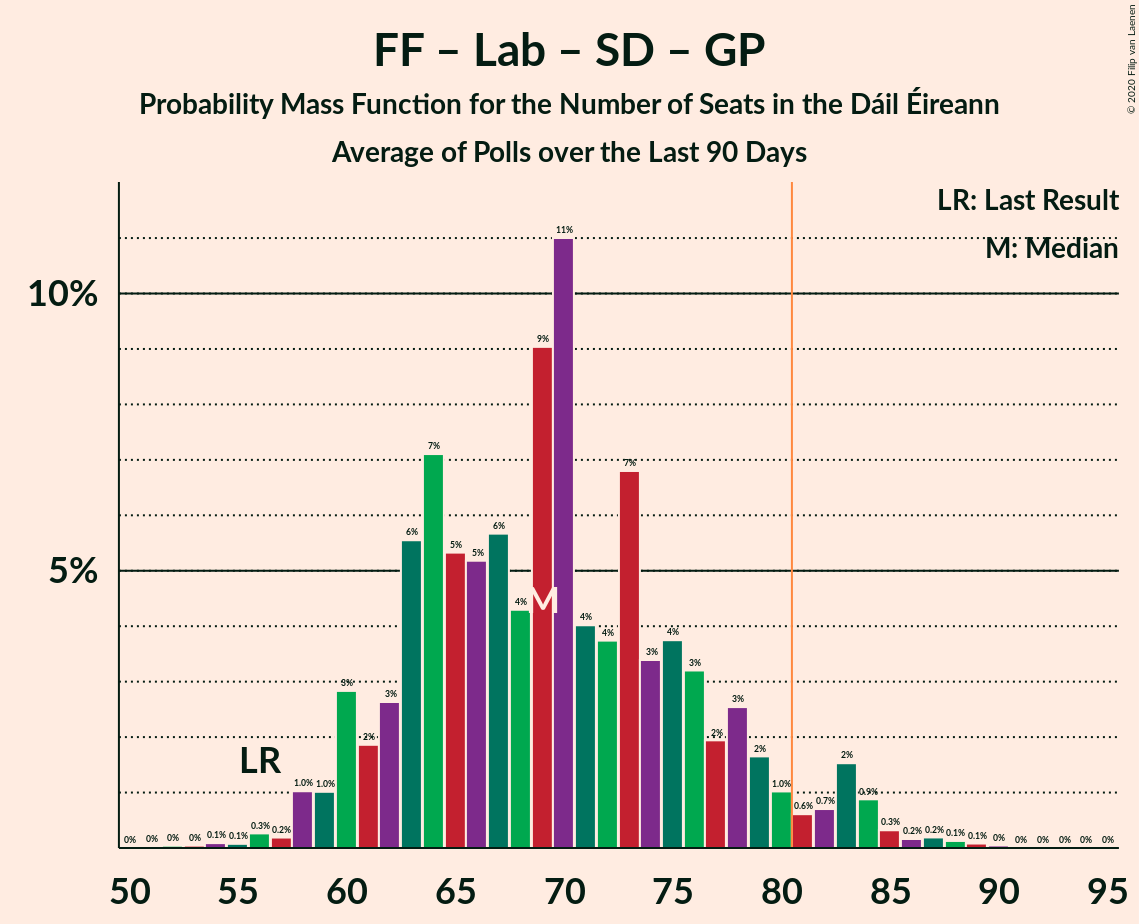 FF – Lab – SD – GP
Probability Mass Function for the Number of Seats in the Dáil Éireann
Average of Polls over the Last 90 Days
© 2020 Filip van Laenen
LR: Last Result
M: Median
10%
5%
LR
M
0% 0% 0% 0% 0.1% 0.1% 0.3% 0.2% 1.0% 1.0% 3% 2% 3% 6% 7% 5% 5% 6% 4% 9% 11% 4% 4% 7% 3% 4% 3% 2% 3% 2% 1.0% 0.6% 0.7% 2% 0.9% 0.3% 0.2% 0.2% 0.1% 0.1% 0% 0% 0% 0% 0% 0%
50 55 60 65 70 75 80 85 90 95